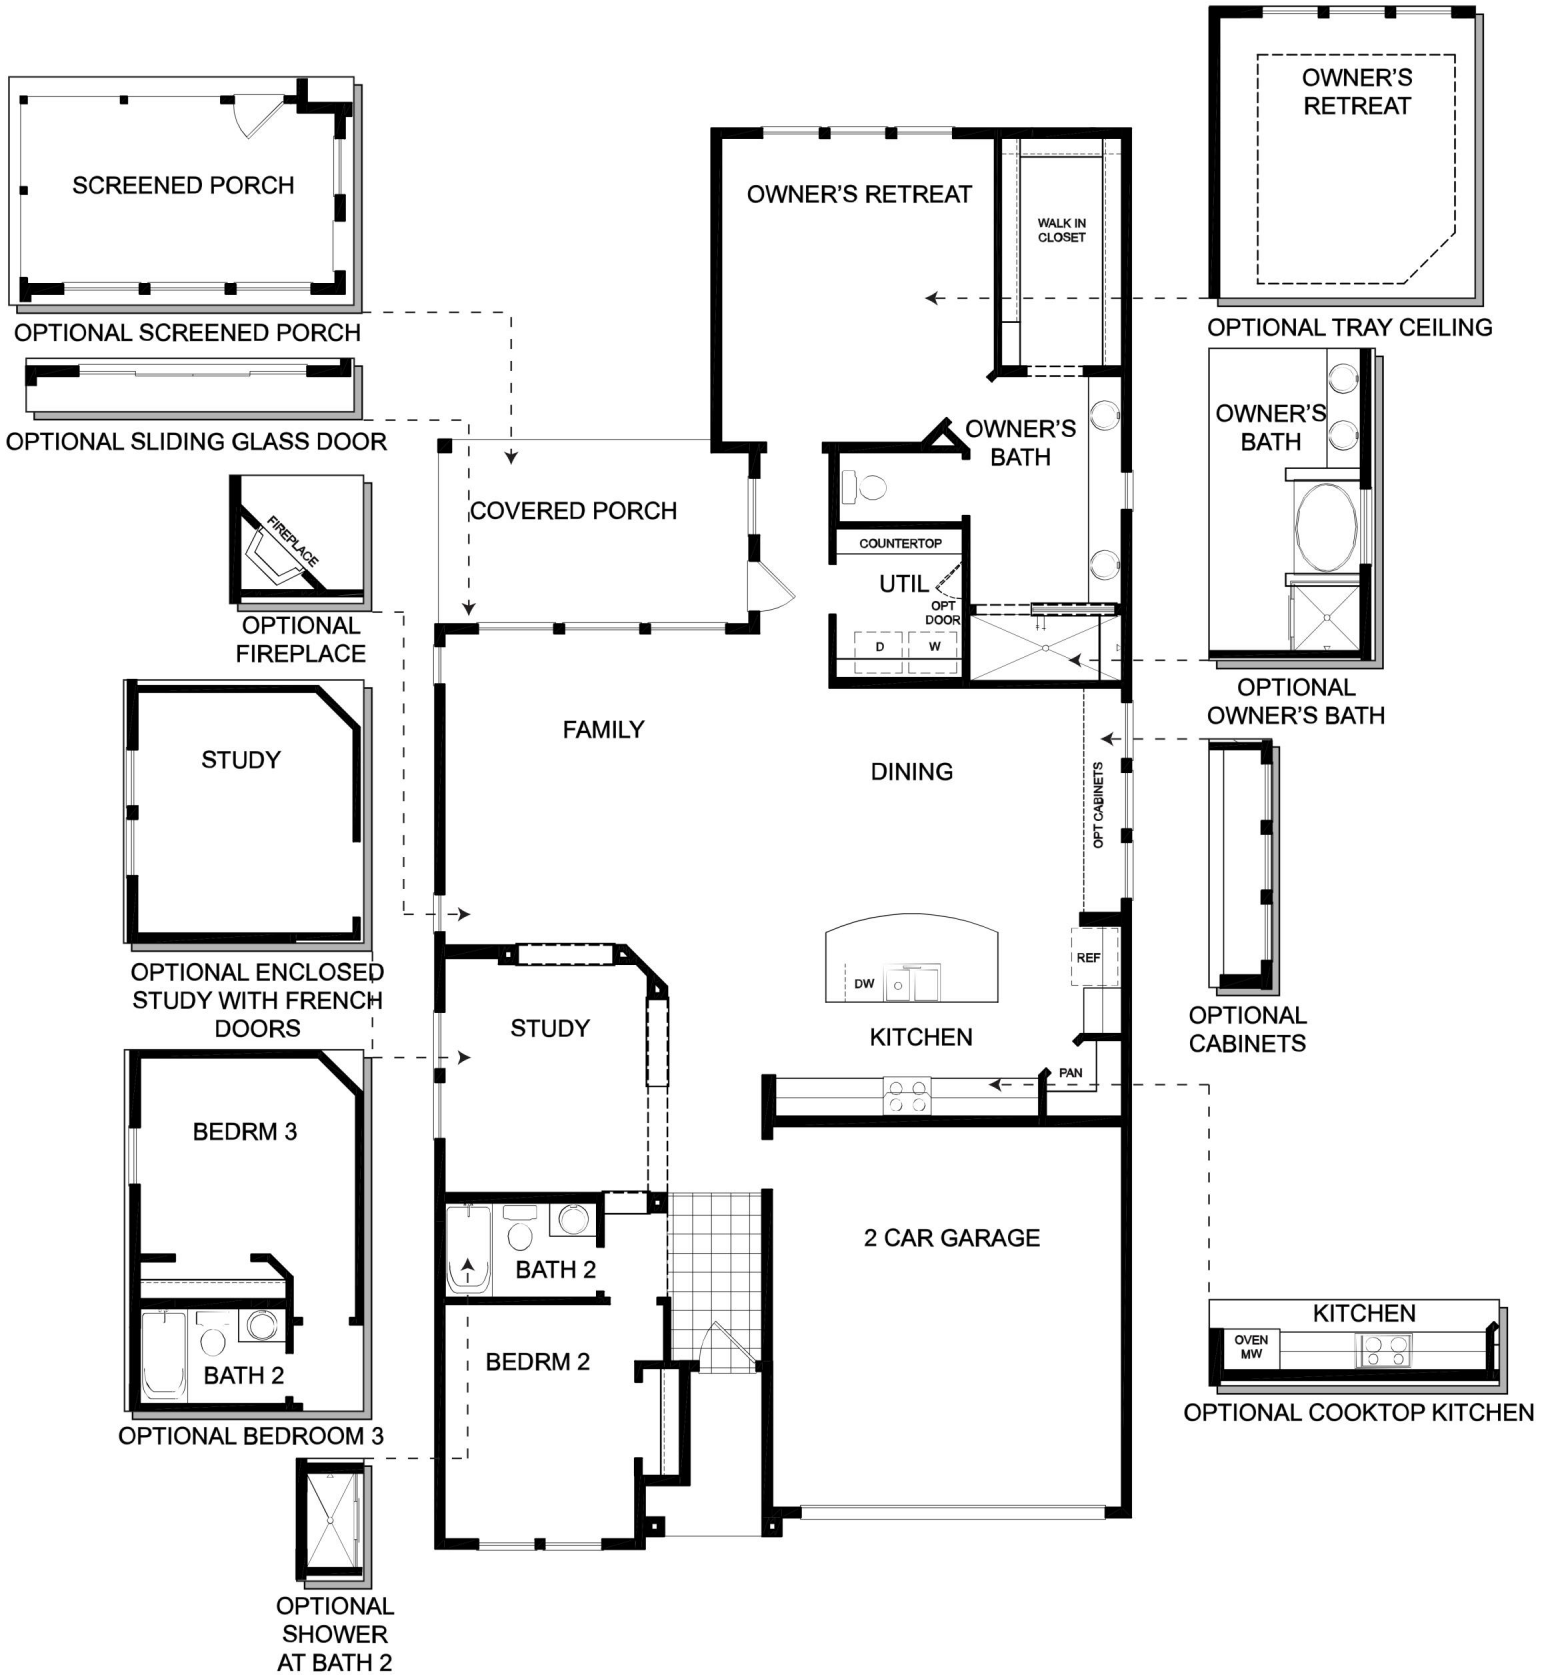 SCREENED PORCH
OPTIONAL SCREENED PORCH
OPTIONAL SLIDING GLASS DOOR
FIREPLACE
OPTIONAL
FIREPLACE
STUDY
OPTIONAL ENCLOSED
STUDY WITH FRENCH
DOORS
BEDRM 3
BATH 2
OPTIONAL BEDROOM 3
OPTIONAL
SHOWER
AT BATH 2
OWNER'S RETREAT
WALK IN
CLOSET
OWNER'S
BATH
COVERED PORCH
COUNTERTOP
UTIL
OPT
DOOR
D
W
FAMILY
DINING
OPT CABINETS
REF
DW
KITCHEN
PAN
STUDY
BATH 2
2 CAR GARAGE
BEDRM 2
OWNER'S
RETREAT
OPTIONAL TRAY CEILING
OWNER'S
BATH
OPTIONAL
OWNER'S BATH
OPTIONAL
CABINETS
KITCHEN
OVEN
MW
OPTIONAL COOKTOP KITCHEN